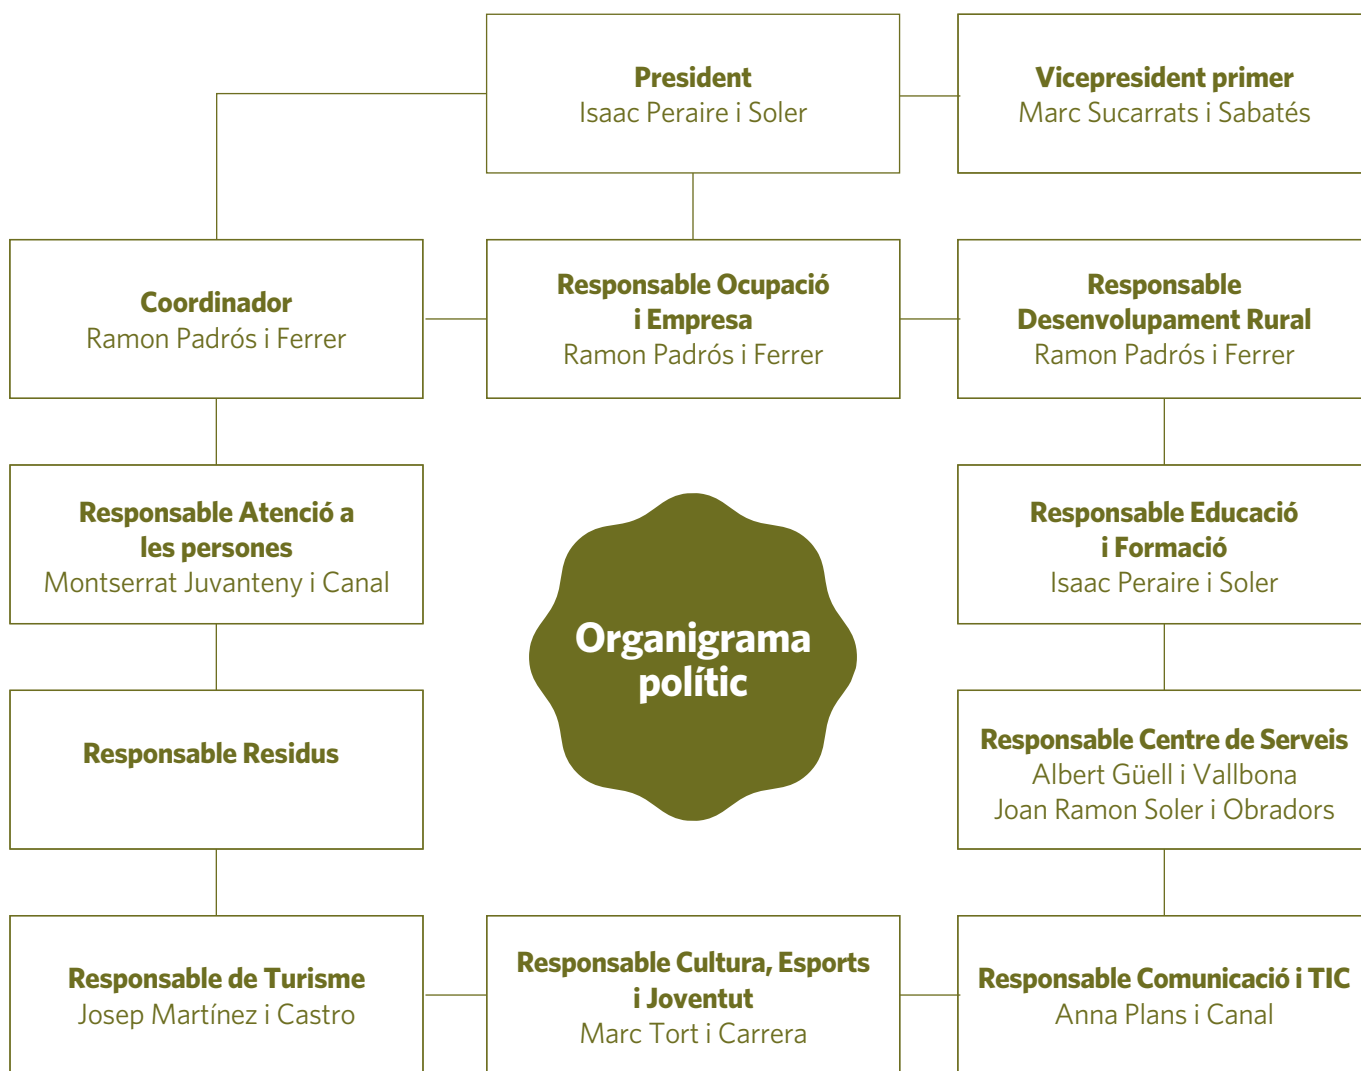 President
Isaac Peraire i Soler
Vicepresident primer
Marc Sucarrats i Sabatés
Coordinador
Ramon Padrós i Ferrer
Responsable Ocupació
i Empresa
Ramon Padrós i Ferrer
Responsable
Desenvolupament Rural
Ramon Padrós i Ferrer
Responsable Atenció a
les persones
Montserrat Juvanteny i Canal
Organigrama
polític
Responsable Educació
i Formació
Isaac Peraire i Soler
Responsable Residus
Responsable Centre de Serveis
Albert Güell i Vallbona
Joan Ramon Soler i Obradors
Responsable de Turisme
Josep Martínez i Castro
Responsable Cultura, Esports
i Joventut
Marc Tort i Carrera
Responsable Comunicació i TIC
Anna Plans i Canal